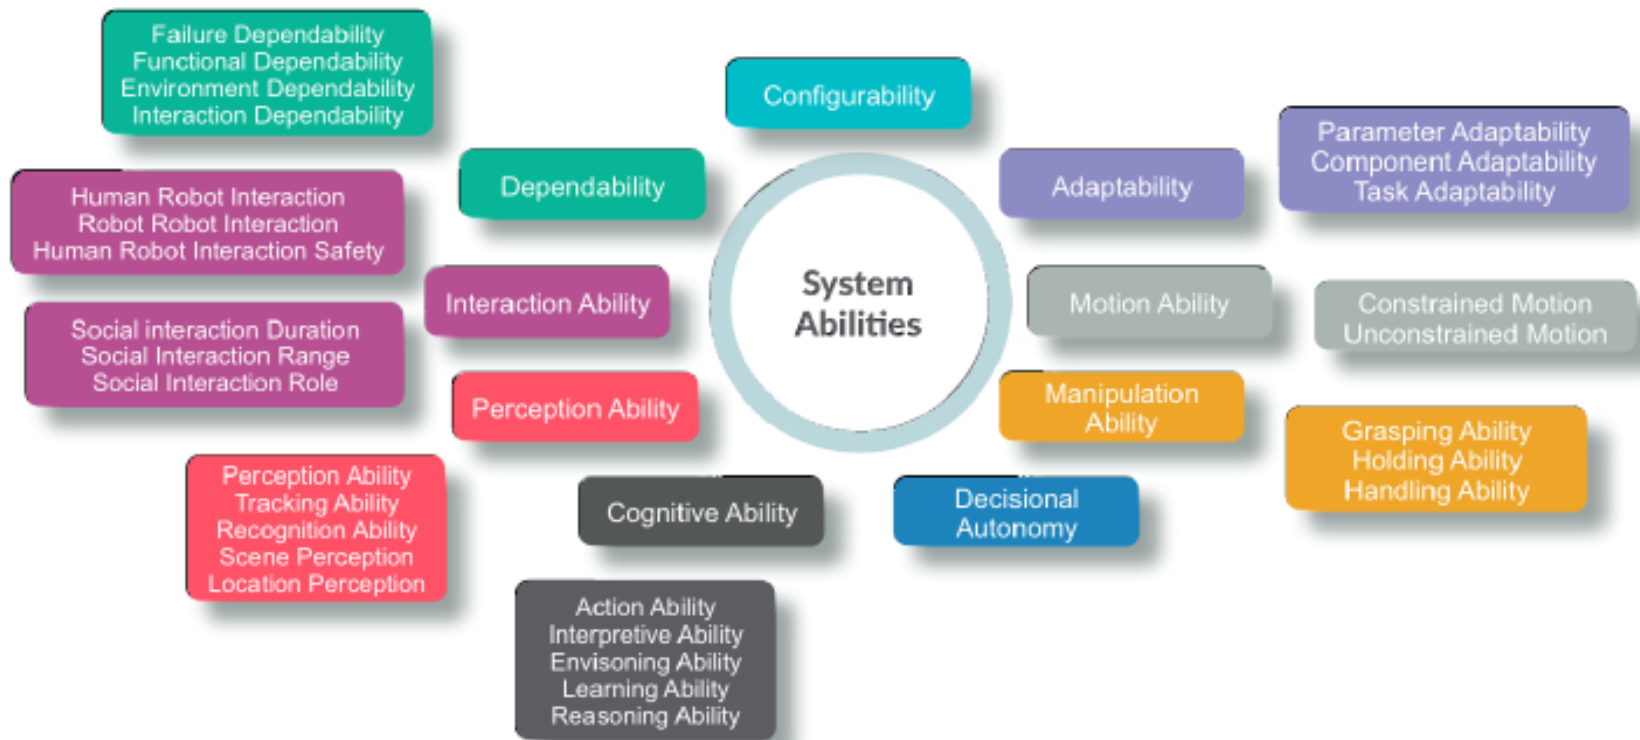 Failure Dependability
Functional Dependability
Environment Dependability
Interaction Dependability
Configurability
Parameter Adaptability
Component Adaptability
Task Adaptability
Dependability
Adaptability
Human Robot Interaction
Robot Robot Interaction
Human Robot Interaction Safety
System
Abilities
Interaction Ability
Motion Ability
Constrained Motion
Unconstrained Motion
Social interaction Duration
Social Interaction Range
Social Interaction Role
Perception Ability
Manipulation
Ability
Grasping Ability
Holding Ability
Handling Ability
Perception Ability
Tracking Ability
Recognition Ability
Scene Perception
Location Perception
Cognitive Ability
Decisional
Autonomy
Action Ability
Interpretive Ability
Envisoning Ability
Learning Ability
Reasoning Ability